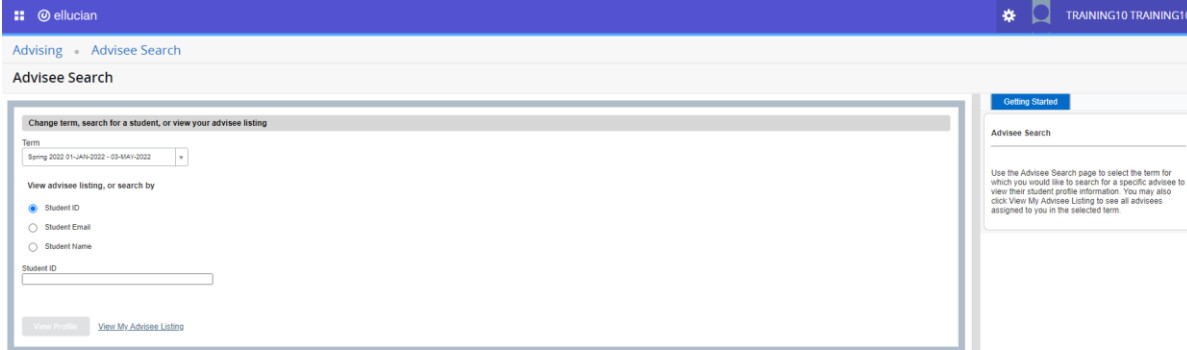 ellucian
TRAINING10 TRAINING10
Advising • Advisee Search
Advisee Search
Change term, search for a student, or view your advisee listing
Term
Spring 2022 01-JAN-2022 - 03-MAY-2022
View advisee listing, or search by
Student ID
Student Email
Student Name
Student ID
View Profile
View My Advisee Listing
Getting Started
Advisee Search
Use the Advisee Search page to select the term for
which you would like to search for a specific advisee to
view their student profile information. You may also
click View My Advisee Listing to see all advisees
assigned to you in the selected term.